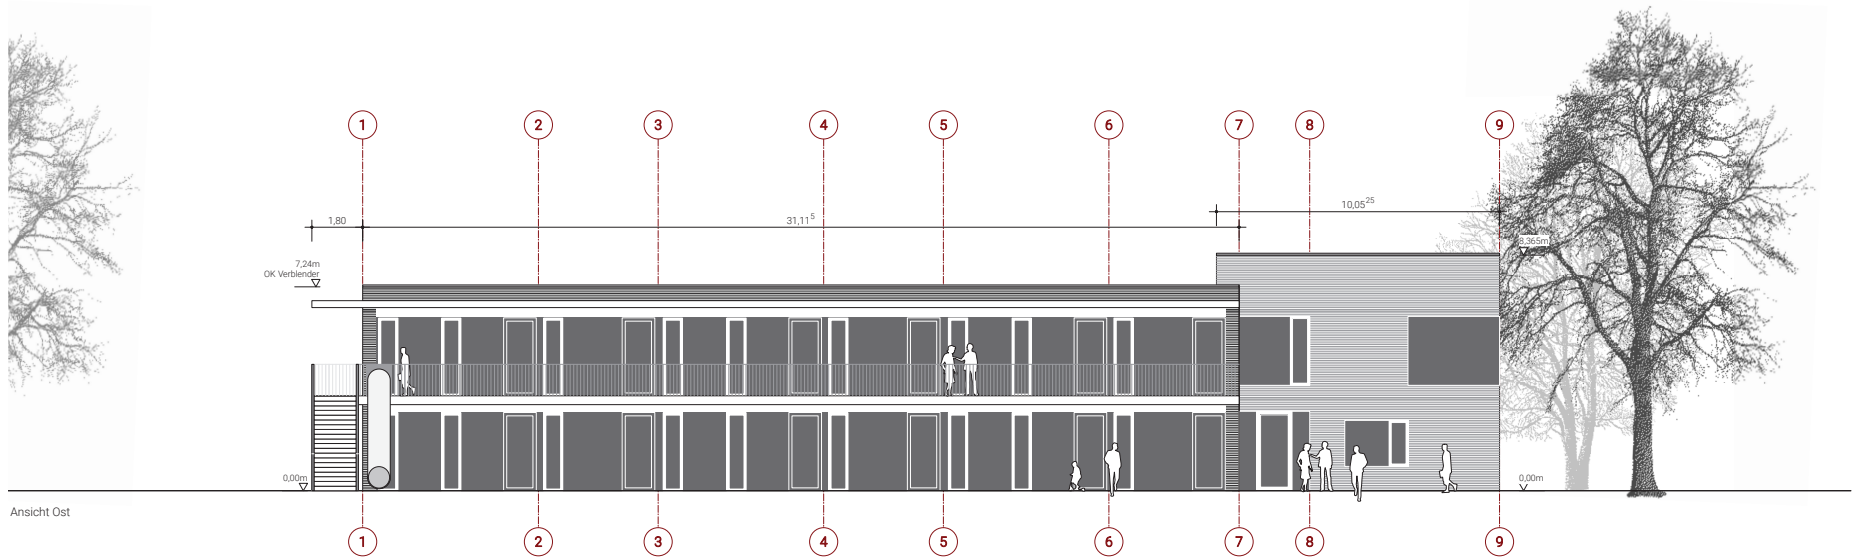 1 2 3 4 5 6 7 8 9
10,05²⁵
1,80 31,11⁵
8,365m
7,24m
OK Verblender
0,00m 0,00m
Ansicht Ost
1 2 3 4 5 6 7 8 9